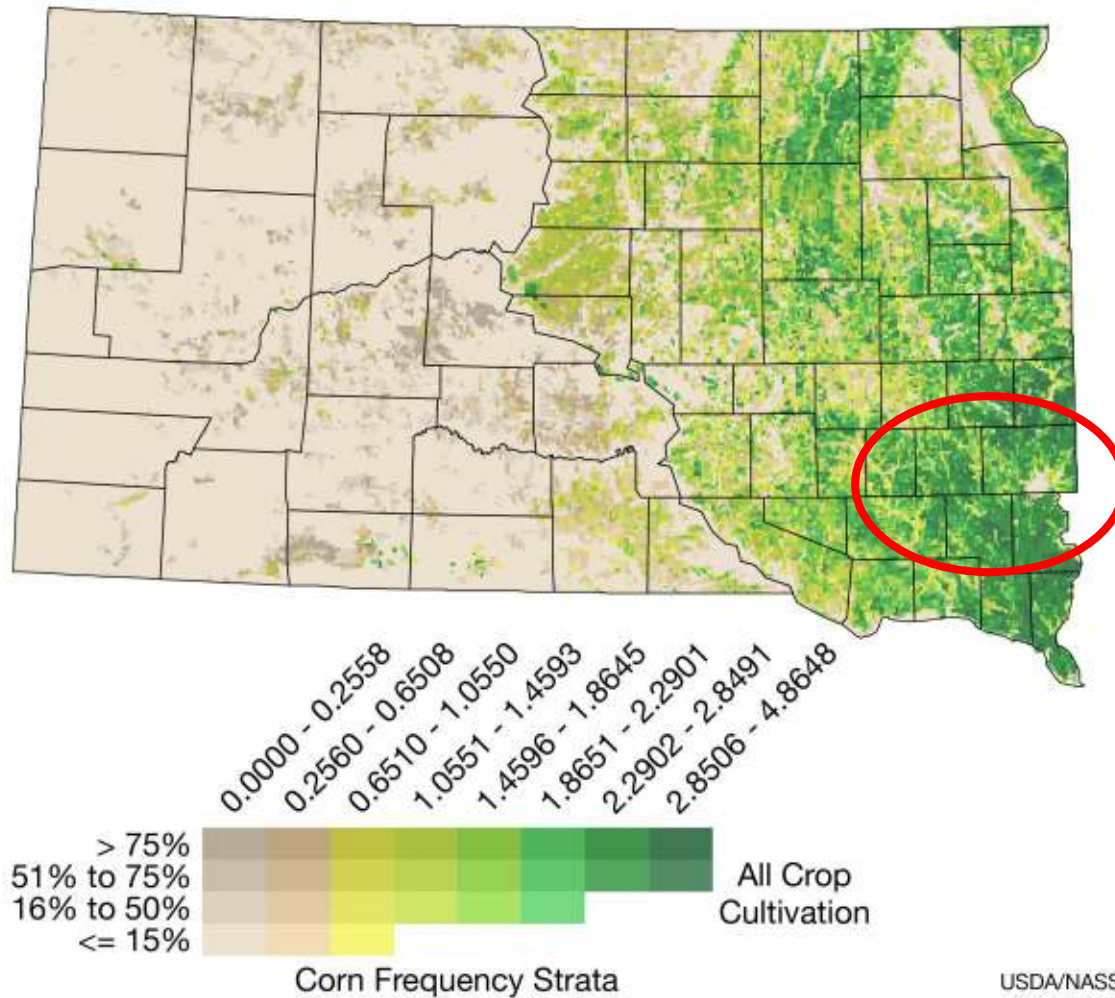 0.0000 - 0.2558
0.2560 - 0.6508
0.6510 - 1.0550
1.0551 - 1.4593
1.4596 - 1.8645
1.8651 - 2.2901
2.2902 - 2.8491
2.8506 - 4.8648
> 75%
51% to 75%
16% to 50%
<= 15%
All Crop
Cultivation
Corn Frequency Strata
USDA/NASS